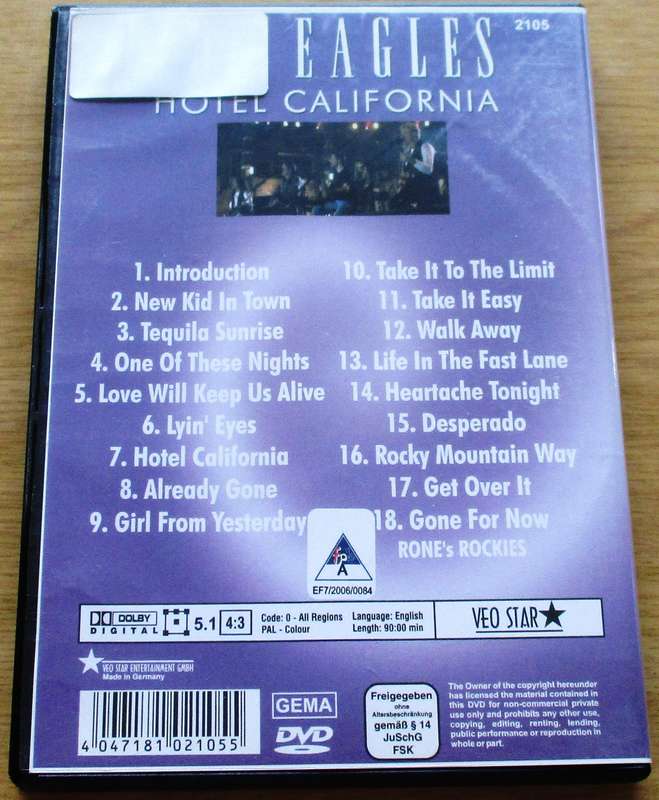 EAGLES
2105
HOTEL CALIFORNIA
1. Introduction
2. New Kid In Town
3. Tequila Sunrise
4. One Of These Nights
5. Love Will Keep Us Alive
6. Lyin' Eyes
7. Hotel California
8. Already Gone
9. Girl From Yesterday
10. Take It To The Limit
11. Take It Easy
12. Walk Away
13. Life In The Fast Lane
14. Heartache Tonight
15. Desperado
16. Rocky Mountain Way
17. Get Over It
18. Gone For Now
RONE's ROCKIES
fp
A
EF7/2006/0084
DOLBY
DIGITAL
5.1
4:3
Code: 0 - All Regions
PAL - Colour
Language: English
Length: 90:00 min
VEO STAR
VEO STAR ENTERTAINMENT GMBH
Made in Germany
4 047181 021055
GEMA
DVD
Freigegeben
ohne
Altersbeschränkung
gemäß § 14
JuSchG
FSK
The Owner of the copyright hereunder
has licensed the material contained in
this DVD for non-commercial private
use only and prohibits any other use,
copying, editing, renting, lending,
public performance or reproduction in
whole or part.